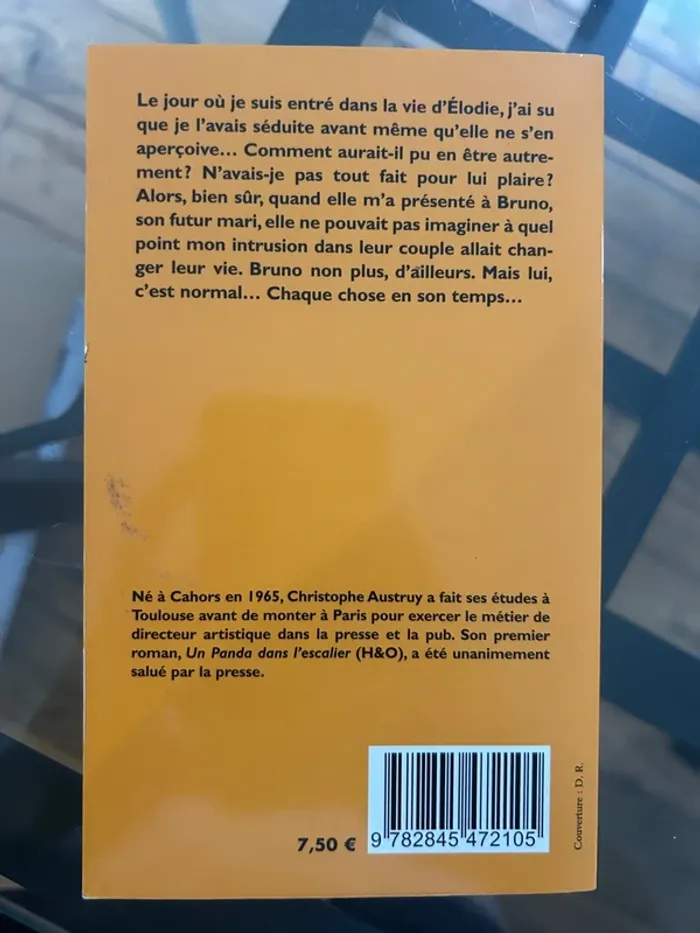 Le jour où je suis entré dans la vie d'Élodie, j'ai su
que je l'avais séduite avant même qu'elle ne s'en
aperçoive… Comment aurait-il pu en être autre-
ment ? N'avais-je pas tout fait pour lui plaire ?
Alors, bien sûr, quand elle m'a présenté à Bruno,
son futur mari, elle ne pouvait pas imaginer à quel
point mon intrusion dans leur couple allait chan-
ger leur vie. Bruno non plus, d'ailleurs. Mais lui,
c'est normal… Chaque chose en son temps…
Né à Cahors en 1965, Christophe Austruy a fait ses études à
Toulouse avant de monter à Paris pour exercer le métier de
directeur artistique dans la presse et la pub. Son premier
roman, Un Panda dans l'escalier (H&O), a été unanimement
salué par la presse.
7,50 €
9 782845 472105
Couverture : D. R.